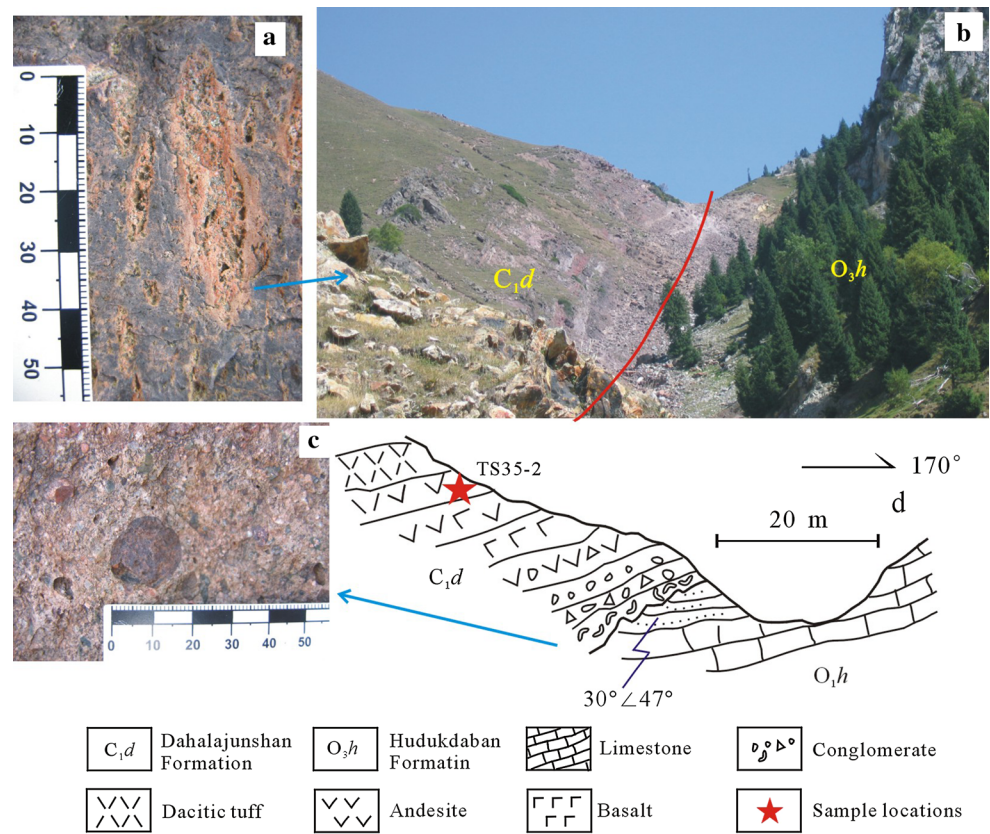 a
0
10
20
30
40
50
b
C₁d
O₃h
c
0 10 20 30 40 50
TS35-2
170°
d
20 m
C₁d
O₁h
30°∠47°
C₁d Dahalajunshan Formation
O₃h Hudukdaban Formatin
Limestone
Conglomerate
Dacitic tuff
Andesite
Basalt
Sample locations